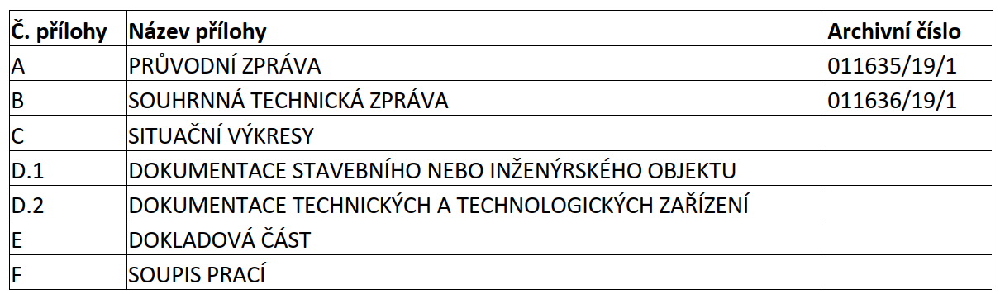 Č. přílohy Název přílohy Archivní číslo
A PRŮVODNÍ ZPRÁVA 011635/19/1
B SOUHRNNÁ TECHNICKÁ ZPRÁVA 011636/19/1
C SITUAČNÍ VÝKRESY
D.1 DOKUMENTACE STAVEBNÍHO NEBO INŽENÝRSKÉHO OBJEKTU
D.2 DOKUMENTACE TECHNICKÝCH A TECHNOLOGICKÝCH ZAŘÍZENÍ
E DOKLADOVÁ ČÁST
F SOUPIS PRACÍ